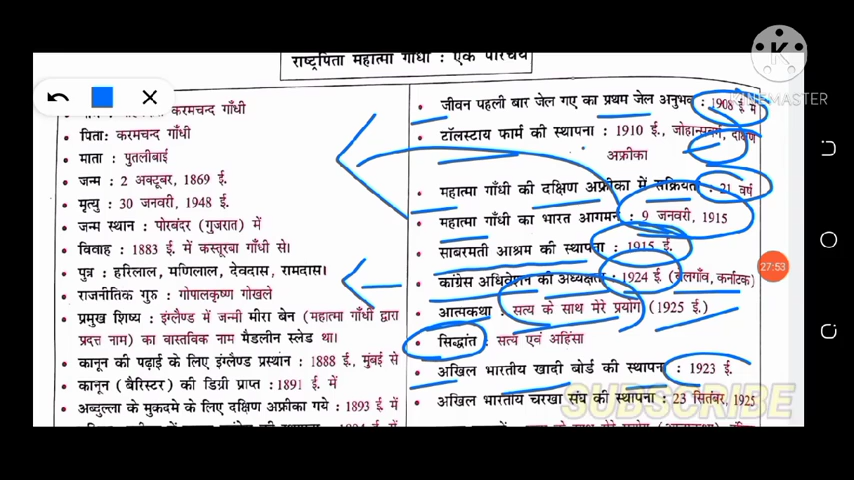 राष्ट्रपिता महात्मा गाँधी : एक परिचय
करमचन्द गाँधी
• पिता: करमचन्द गाँधी
• माता : पुतलीबाई
• जन्म : 2 अक्टूबर, 1869 ई.
• मृत्यु : 30 जनवरी, 1948 ई.
• जन्म स्थान : पोरबंदर (गुजरात) में
• विवाह : 1883 ई. में कस्तूरबा गाँधी से।
• पुत्र : हरिलाल, मणिलाल, देवदास, रामदास।
• राजनीतिक गुरु : गोपालकृष्ण गोखले
• प्रमुख शिष्य : इंग्लैण्ड में जन्मी मीरा बेन (महात्मा गाँधी द्वारा
प्रदत्त नाम) का वास्तविक नाम मैडलीन स्लेड था।
• कानून की पढ़ाई के लिए इंग्लैण्ड प्रस्थान : 1888 ई., मुंबई से
• कानून (बैरिस्टर) की डिग्री प्राप्त : 1891 ई. में
• अब्दुल्ला के मुकदमे के लिए दक्षिण अफ्रीका गये : 1893 ई. में
• जीवन पहली बार जेल गए का प्रथम जेल अनुभव : 1908 ई. में
• टॉलस्टाय फार्म की स्थापना : 1910 ई., जोहान्सबर्ग, दक्षिण
अफ्रीका
• महात्मा गाँधी की दक्षिण अफ्रीका में सक्रियता : 21 वर्ष
• महात्मा गाँधी का भारत आगमन : 9 जनवरी, 1915
• साबरमती आश्रम की स्थापना : 1915 ई.
• कांग्रेस अधिवेशन की अध्यक्षता : 1924 ई. (बेलगाँव, कर्नाटक)
• आत्मकथा : सत्य के साथ मेरे प्रयोग (1925 ई.)
• सिद्धांत : सत्य एवं अहिंसा
• अखिल भारतीय खादी बोर्ड की स्थापना : 1923 ई.
• अखिल भारतीय चरखा संघ की स्थापना : 23 सितंबर, 1925
KINEMASTER
27:53
SUBSCRIBE